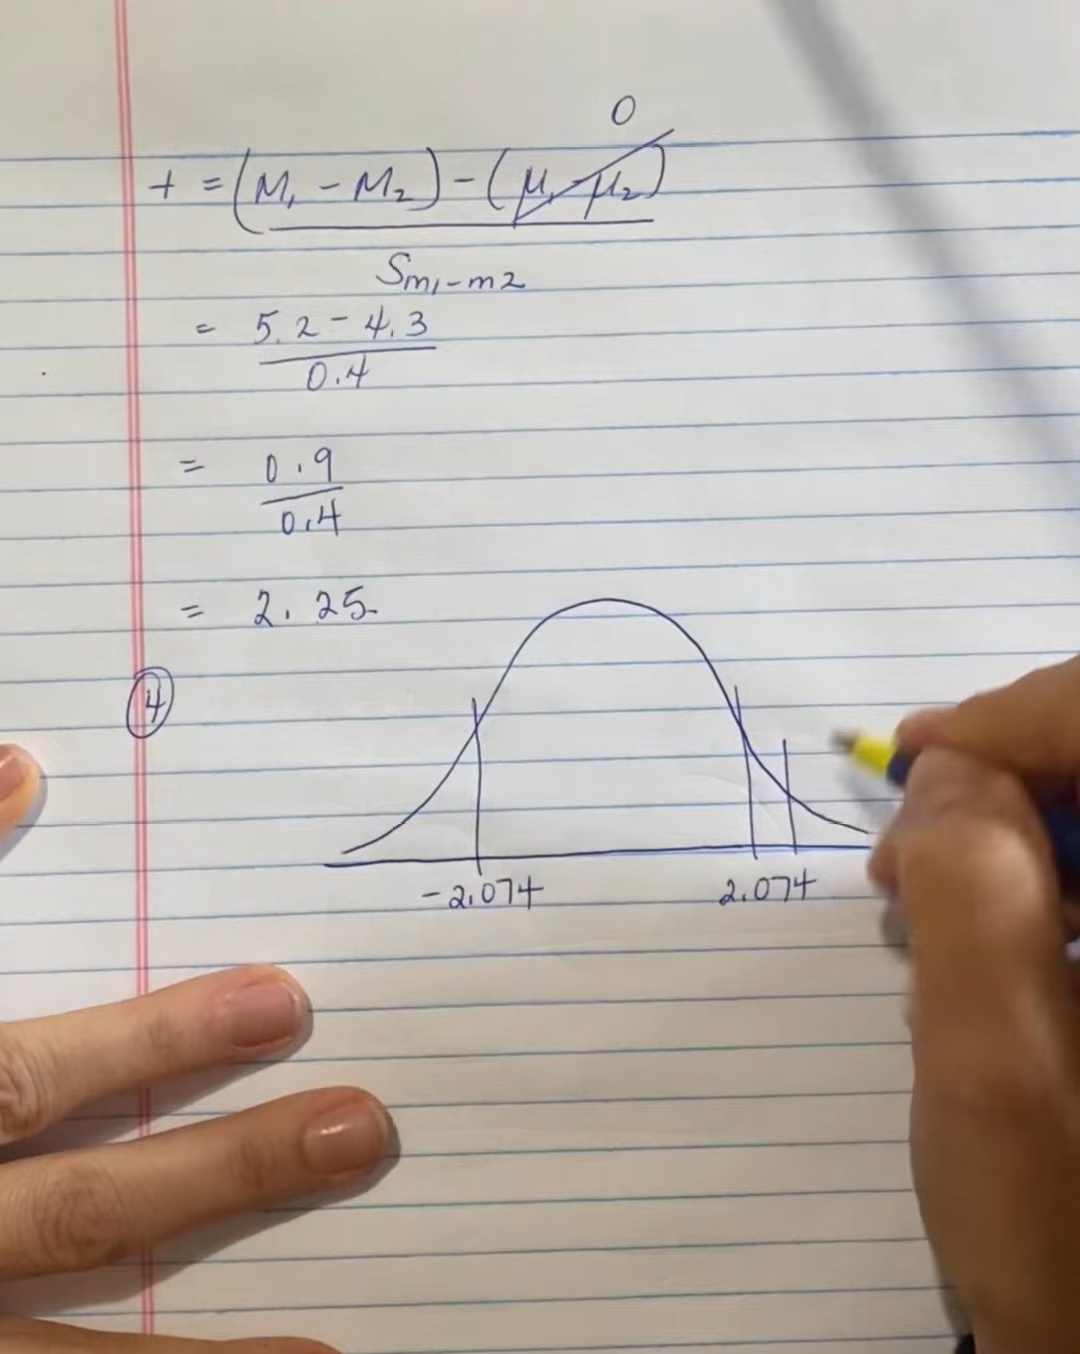 0
t = (M₁ - M₂) - (μ₁ - μ₂)
Sm₁-m2
= 5.2 - 4.3
0.4
= 0.9
0.4
= 2.25
4
-2.074 2.074